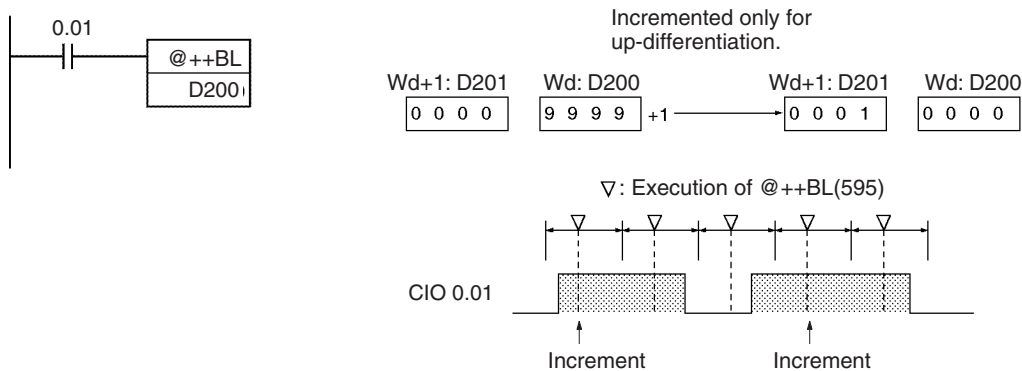 0.01
@++BL
D200
Incremented only for
up-differentiation.
Wd+1: D201 Wd: D200 Wd+1: D201 Wd: D200
0 0 0 0 9 9 9 9 +1 0 0 0 1 0 0 0 0
▽: Execution of @++BL(595)
CIO 0.01
Increment Increment